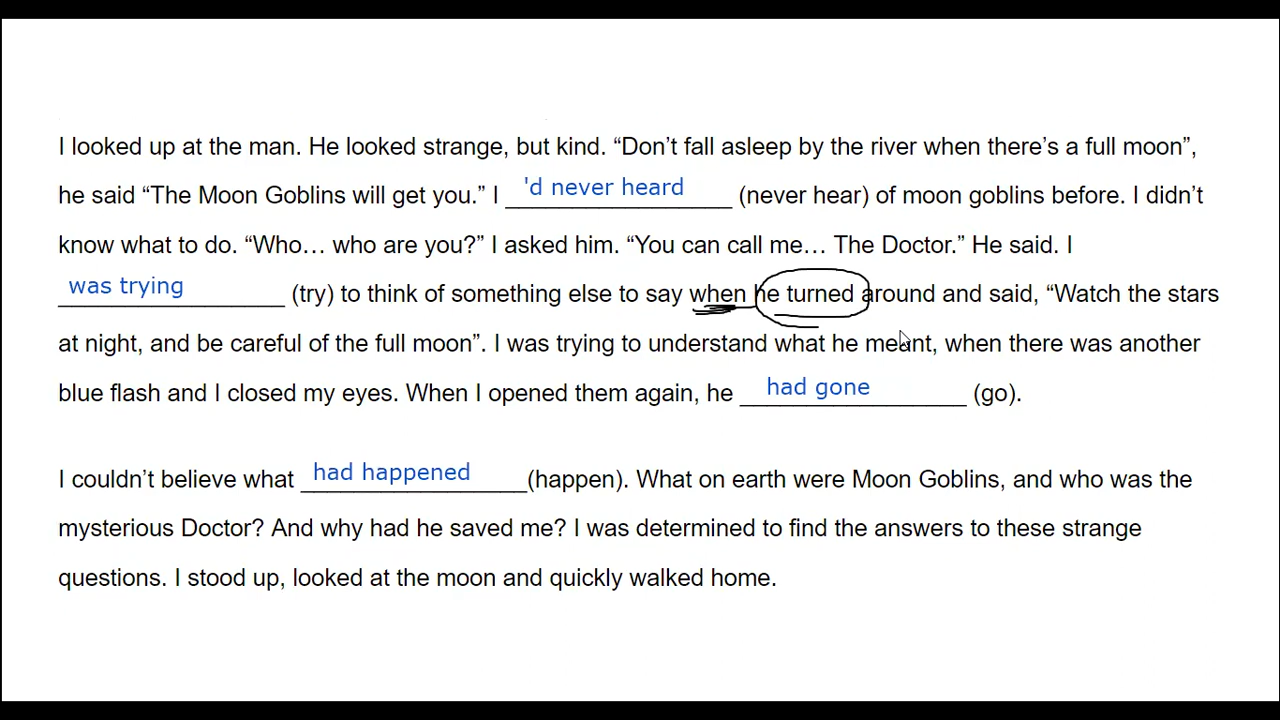 I looked up at the man. He looked strange, but kind. “Don’t fall asleep by the river when there’s a full moon”,
he said “The Moon Goblins will get you.” I 'd never heard (never hear) of moon goblins before. I didn’t
know what to do. “Who… who are you?” I asked him. “You can call me… The Doctor.” He said. I
was trying (try) to think of something else to say when he turned around and said, “Watch the stars
at night, and be careful of the full moon”. I was trying to understand what he meant, when there was another
blue flash and I closed my eyes. When I opened them again, he had gone (go).
I couldn’t believe what had happened (happen). What on earth were Moon Goblins, and who was the
mysterious Doctor? And why had he saved me? I was determined to find the answers to these strange
questions. I stood up, looked at the moon and quickly walked home.